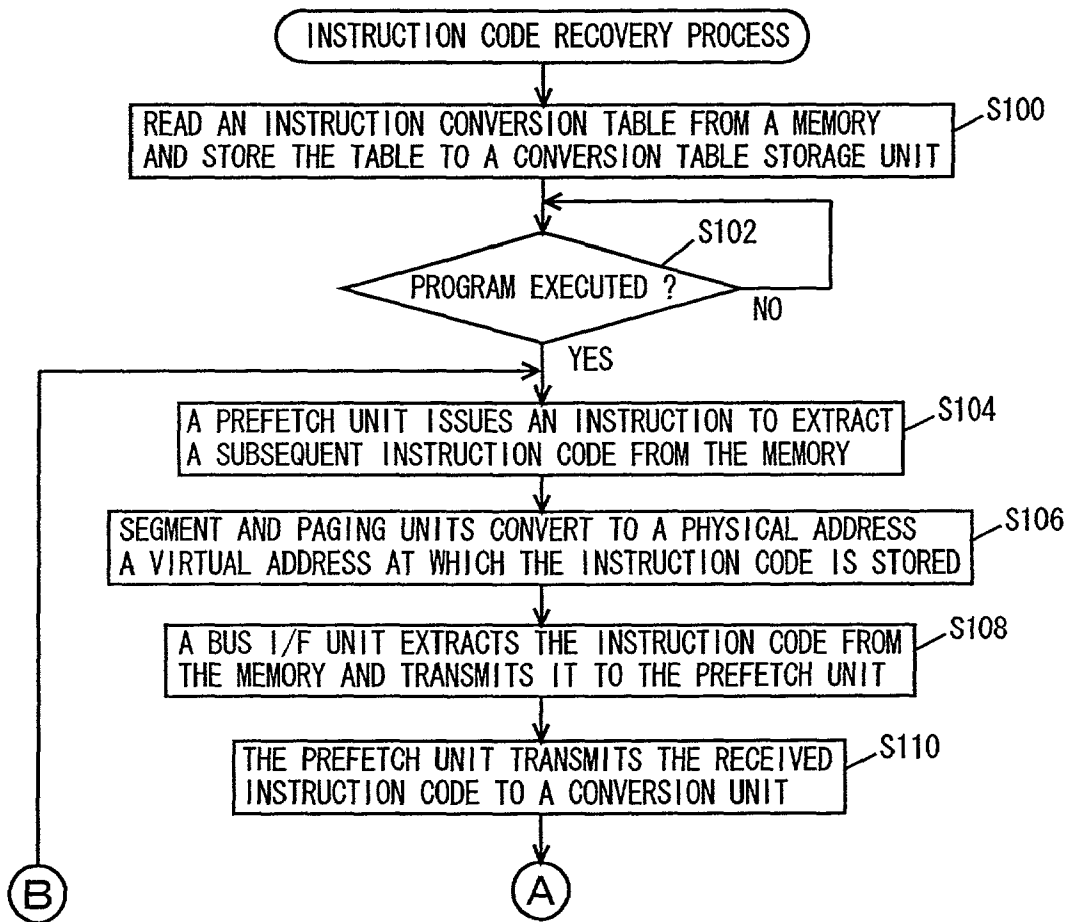 INSTRUCTION CODE RECOVERY PROCESS
READ AN INSTRUCTION CONVERSION TABLE FROM A MEMORY
AND STORE THE TABLE TO A CONVERSION TABLE STORAGE UNIT
S100
S102
PROGRAM EXECUTED ?
NO
YES
A PREFETCH UNIT ISSUES AN INSTRUCTION TO EXTRACT
A SUBSEQUENT INSTRUCTION CODE FROM THE MEMORY
S104
SEGMENT AND PAGING UNITS CONVERT TO A PHYSICAL ADDRESS
A VIRTUAL ADDRESS AT WHICH THE INSTRUCTION CODE IS STORED
S106
A BUS I/F UNIT EXTRACTS THE INSTRUCTION CODE FROM
THE MEMORY AND TRANSMITS IT TO THE PREFETCH UNIT
S108
THE PREFETCH UNIT TRANSMITS THE RECEIVED
INSTRUCTION CODE TO A CONVERSION UNIT
S110
B
A